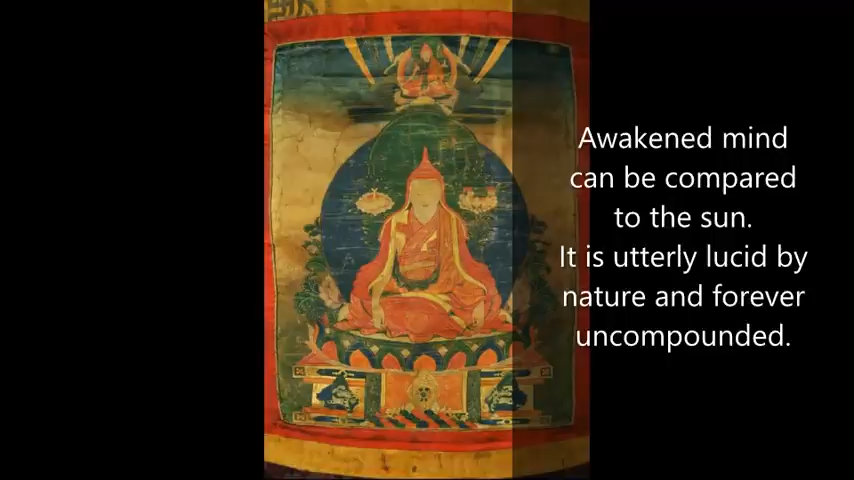 Awakened mind
can be compared
to the sun.
It is utterly lucid by
nature and forever
uncompounded.